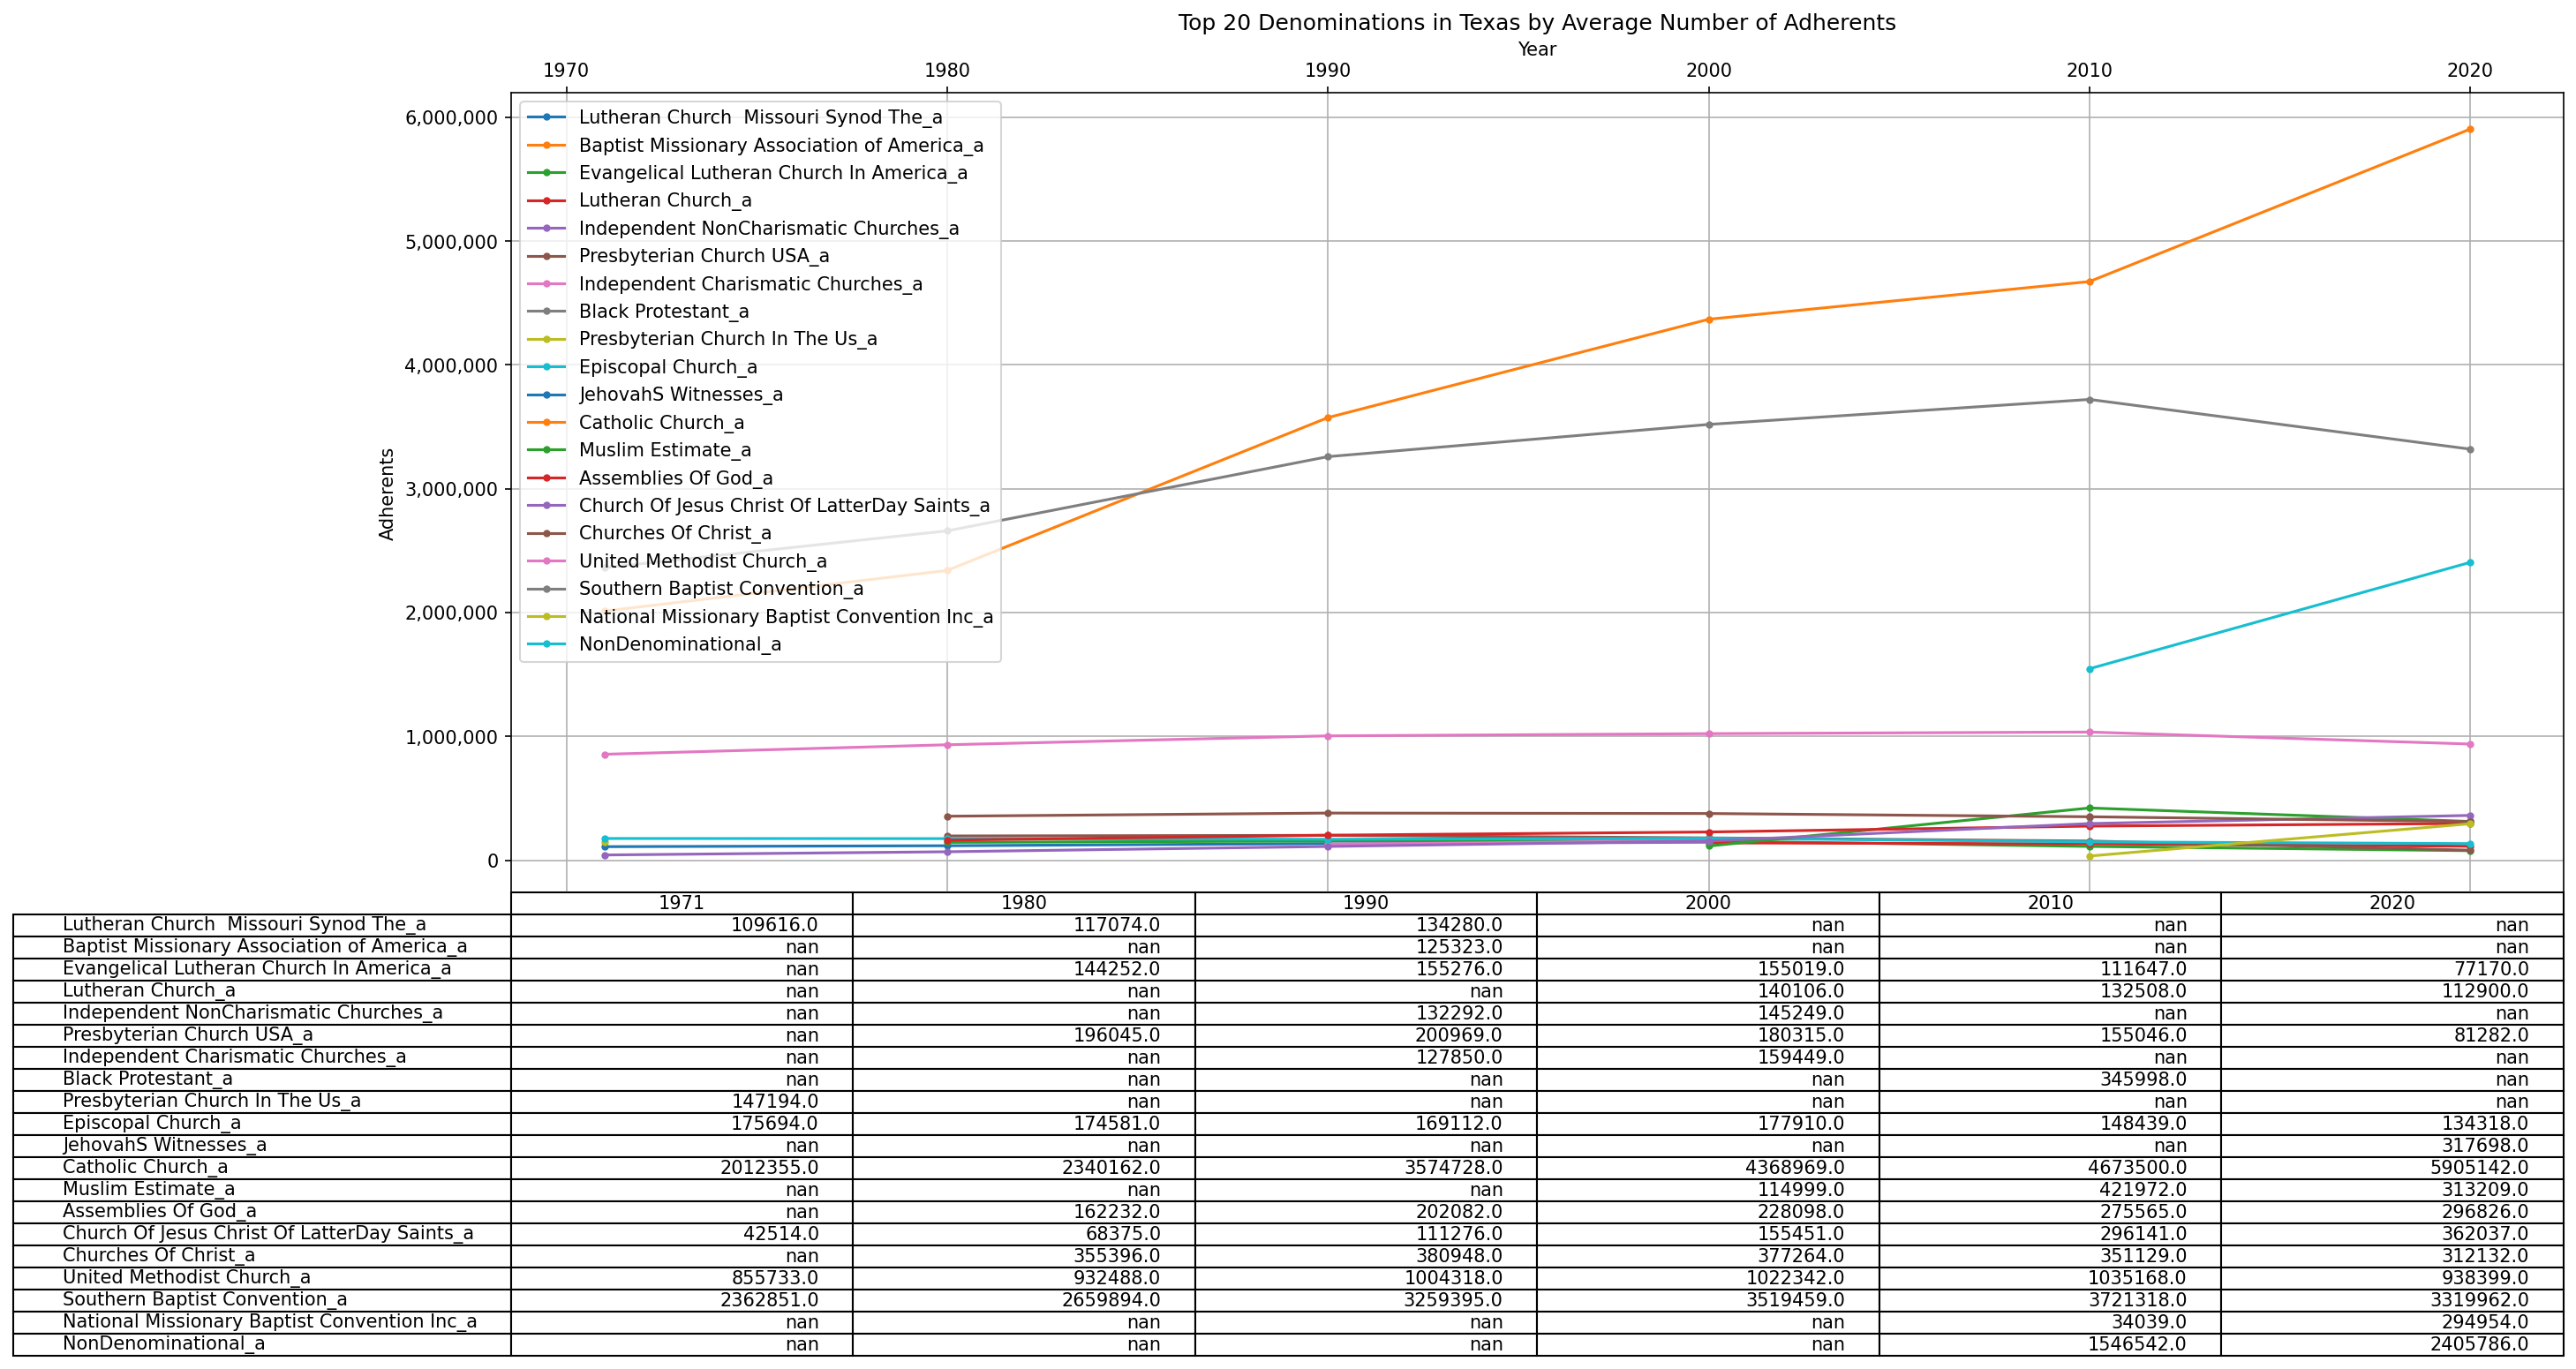 Top 20 Denominations in Texas by Average Number of Adherents
Year
1970 1980 1990 2000 2010 2020
6,000,000
5,000,000
4,000,000
3,000,000
2,000,000
1,000,000
0
Adherents
Lutheran Church  Missouri Synod The_a
Baptist Missionary Association of America_a
Evangelical Lutheran Church In America_a
Lutheran Church_a
Independent NonCharismatic Churches_a
Presbyterian Church USA_a
Independent Charismatic Churches_a
Black Protestant_a
Presbyterian Church In The Us_a
Episcopal Church_a
JehovahS Witnesses_a
Catholic Church_a
Muslim Estimate_a
Assemblies Of God_a
Church Of Jesus Christ Of LatterDay Saints_a
Churches Of Christ_a
United Methodist Church_a
Southern Baptist Convention_a
National Missionary Baptist Convention Inc_a
NonDenominational_a
1971 1980 1990 2000 2010 2020
Lutheran Church  Missouri Synod The_a 109616.0 117074.0 134280.0 nan nan nan
Baptist Missionary Association of America_a nan nan 125323.0 nan nan nan
Evangelical Lutheran Church In America_a nan 144252.0 155276.0 155019.0 111647.0 77170.0
Lutheran Church_a nan nan nan 140106.0 132508.0 112900.0
Independent NonCharismatic Churches_a nan nan 132292.0 145249.0 nan nan
Presbyterian Church USA_a nan 196045.0 200969.0 180315.0 155046.0 81282.0
Independent Charismatic Churches_a nan nan 127850.0 159449.0 nan nan
Black Protestant_a nan nan nan nan 345998.0 nan
Presbyterian Church In The Us_a 147194.0 nan nan nan nan nan
Episcopal Church_a 175694.0 174581.0 169112.0 177910.0 148439.0 134318.0
JehovahS Witnesses_a nan nan nan nan nan 317698.0
Catholic Church_a 2012355.0 2340162.0 3574728.0 4368969.0 4673500.0 5905142.0
Muslim Estimate_a nan nan nan 114999.0 421972.0 313209.0
Assemblies Of God_a nan 162232.0 202082.0 228098.0 275565.0 296826.0
Church Of Jesus Christ Of LatterDay Saints_a 42514.0 68375.0 111276.0 155451.0 296141.0 362037.0
Churches Of Christ_a nan 355396.0 380948.0 377264.0 351129.0 312132.0
United Methodist Church_a 855733.0 932488.0 1004318.0 1022342.0 1035168.0 938399.0
Southern Baptist Convention_a 2362851.0 2659894.0 3259395.0 3519459.0 3721318.0 3319962.0
National Missionary Baptist Convention Inc_a nan nan nan nan 34039.0 294954.0
NonDenominational_a nan nan nan nan 1546542.0 2405786.0